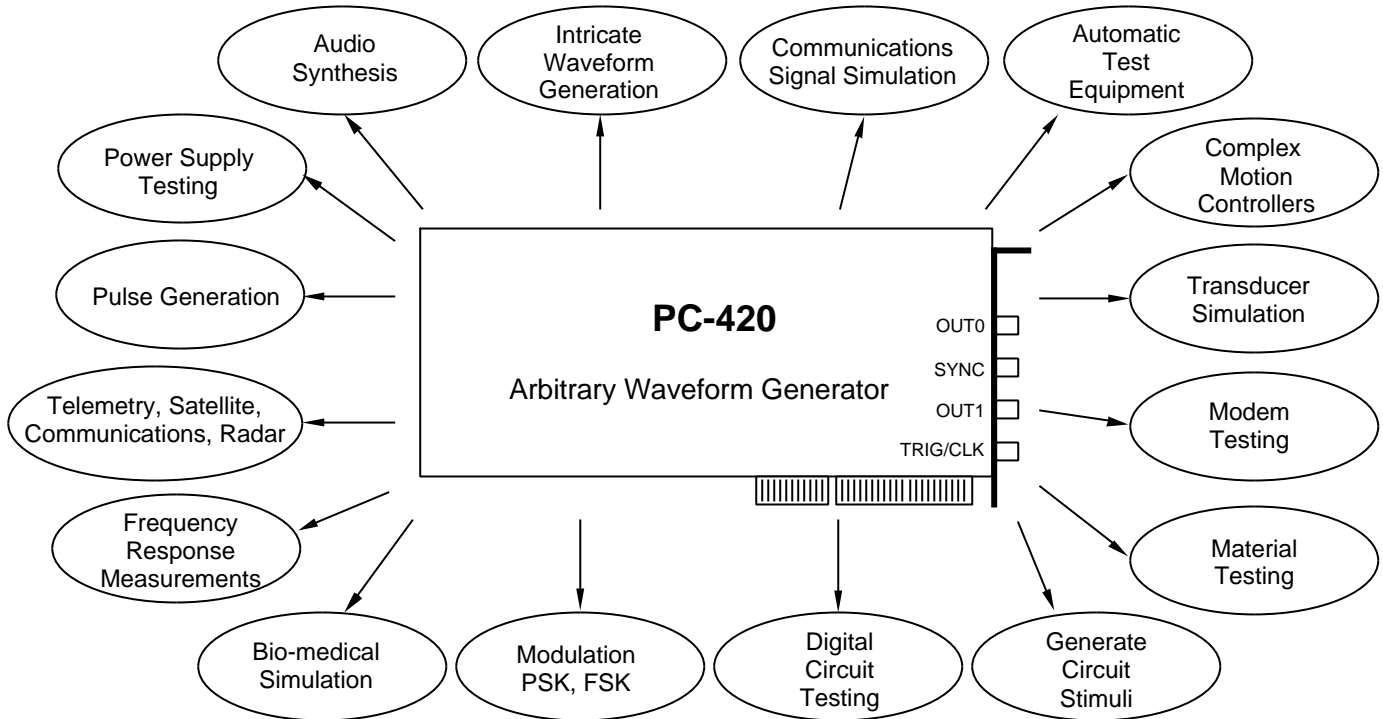 Audio
Synthesis
Intricate
Waveform
Generation
Communications
Signal Simulation
Automatic
Test
Equipment
Power Supply
Testing
Complex
Motion
Controllers
Pulse Generation
PC-420
Arbitrary Waveform Generator
OUT0
SYNC
OUT1
TRIG/CLK
Transducer
Simulation
Telemetry, Satellite,
Communications, Radar
Modem
Testing
Frequency
Response
Measurements
Material
Testing
Bio-medical
Simulation
Modulation
PSK, FSK
Digital
Circuit
Testing
Generate
Circuit
Stimuli